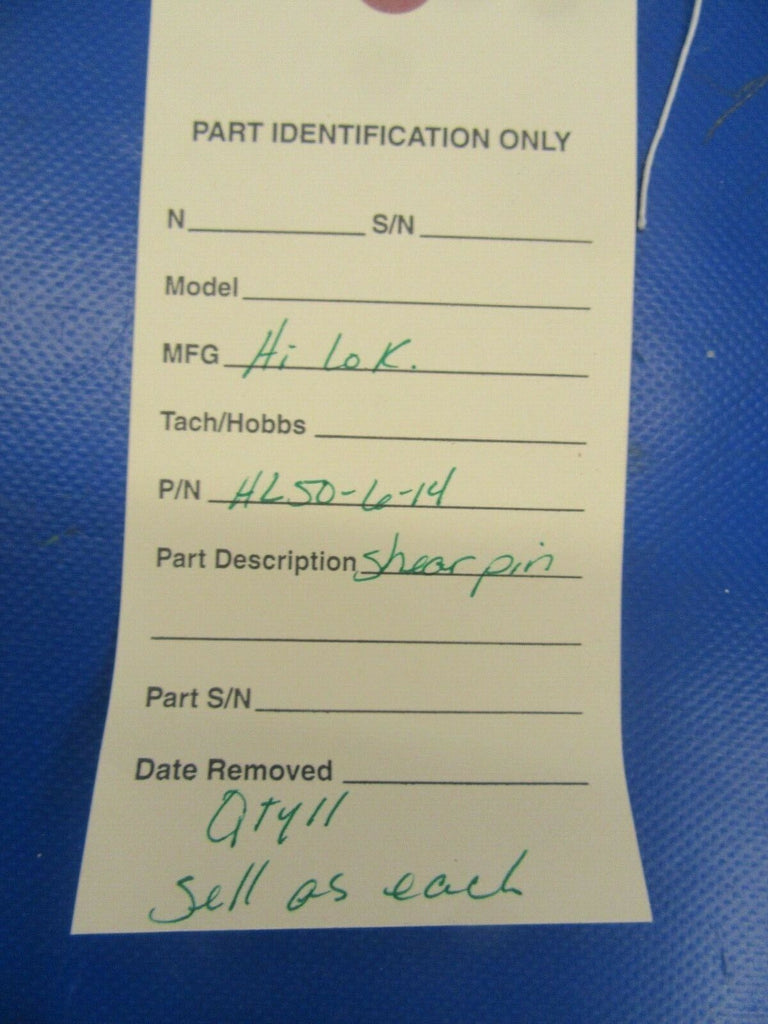 PART IDENTIFICATION ONLY
N S/N
Model
MFG Hi Lok.
Tach/Hobbs
P/N HL50-6-14
Part Description shear pin
Part S/N
Date Removed
Qty 11
Sell as each